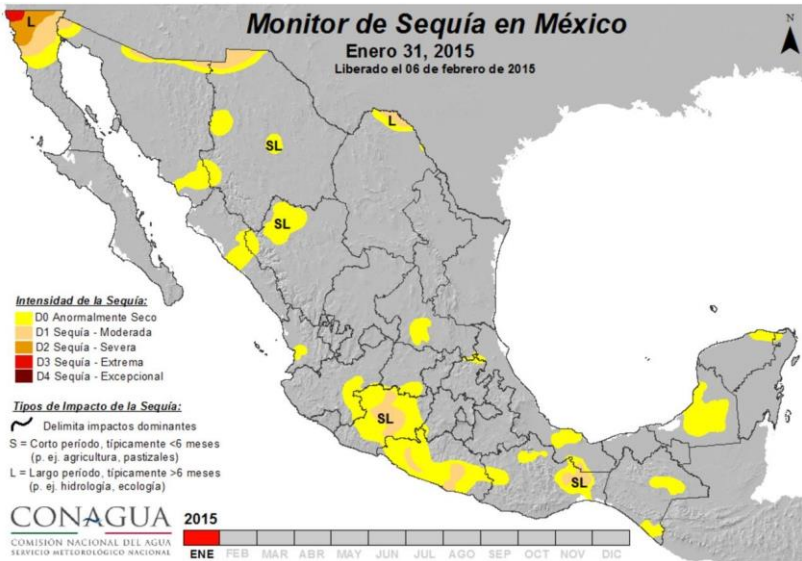 Monitor de Sequía en México
Enero 31, 2015
Liberado el 06 de febrero de 2015
L
L
SL
SL
SL
SL
Intensidad de la Sequía:
D0 Anormalmente Seco
D1 Sequía - Moderada
D2 Sequía - Severa
D3 Sequía - Extrema
D4 Sequía - Excepcional
Tipos de Impacto de la Sequía:
Delimita impactos dominantes
S = Corto período, típicamente <6 meses
(p. ej. agricultura, pastizales)
L = Largo período, típicamente >6 meses
(p. ej. hidrología, ecología)
CONAGUA
COMISIÓN NACIONAL DEL AGUA
SERVICIO METEOROLÓGICO NACIONAL
2015
ENE FEB MAR ABR MAY JUN JUL AGO SEP OCT NOV DIC
N